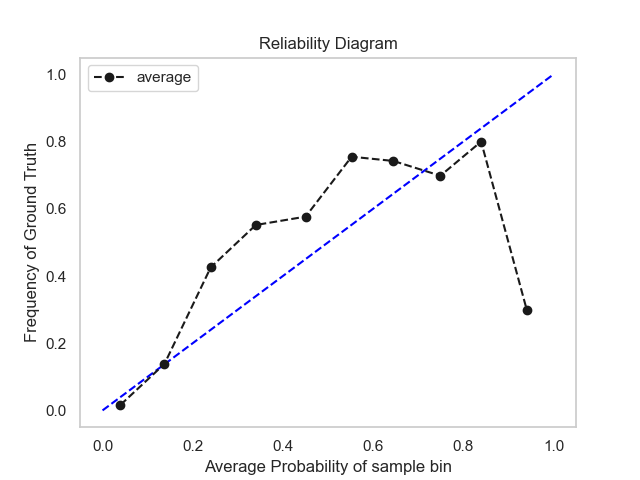 Reliability Diagram
average
Frequency of Ground Truth
1.0
0.8
0.6
0.4
0.2
0.0
0.0 0.2 0.4 0.6 0.8 1.0
Average Probability of sample bin